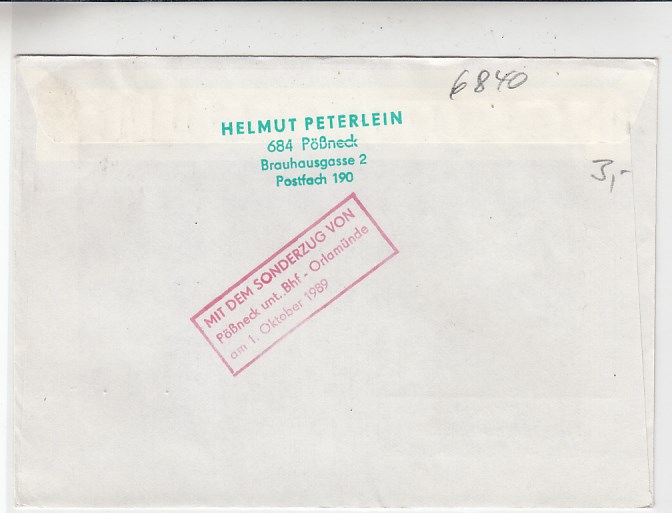 6840
HELMUT PETERLEIN
684 Pößneck
Brauhausgasse 2
Postfach 190
3,-
MIT DEM SONDERZUG VON
Pößneck unt. Bhf - Orlamünde
am 1. Oktober 1989